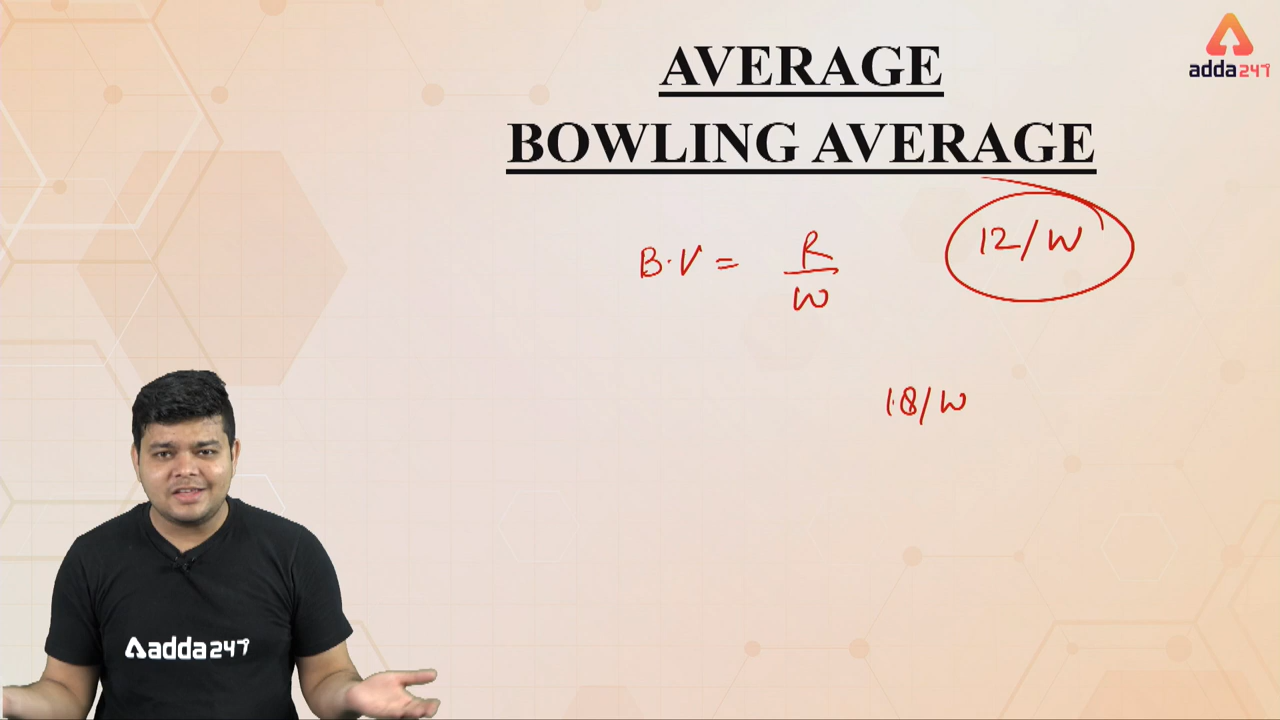 AVERAGE
adda247
BOWLING AVERAGE
B.V = R/W
12/W
18/W
adda247